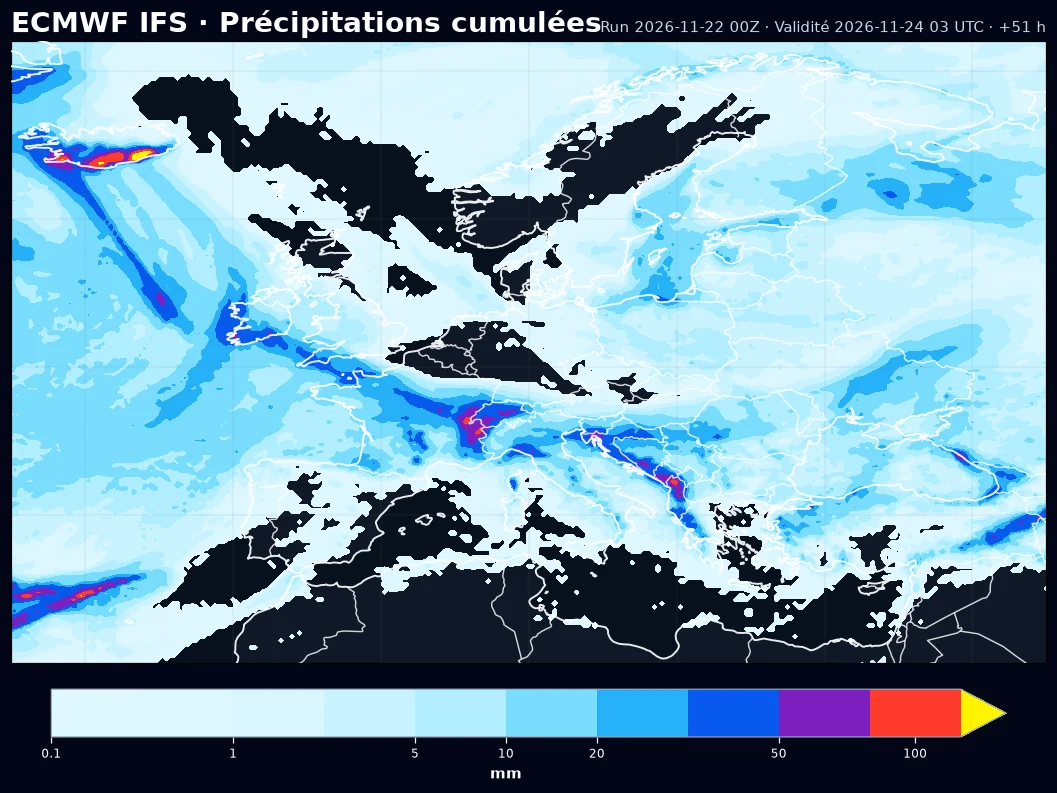 ECMWF IFS · Précipitations cumulées Run 2026-11-22 00Z · Validité 2026-11-24 03 UTC · +51 h
0.1 1 5 10 20 50 100
mm